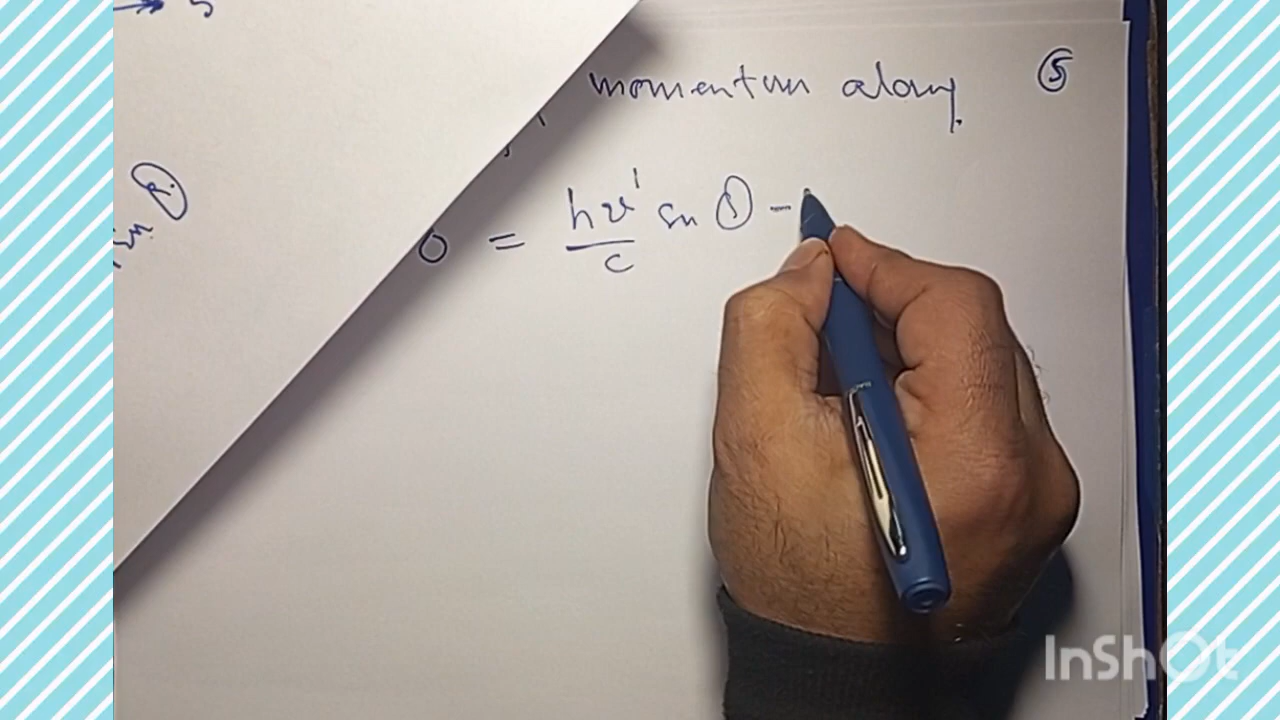 momentum along ⑤
0 = hν' sin ϕ -
c
InShOt